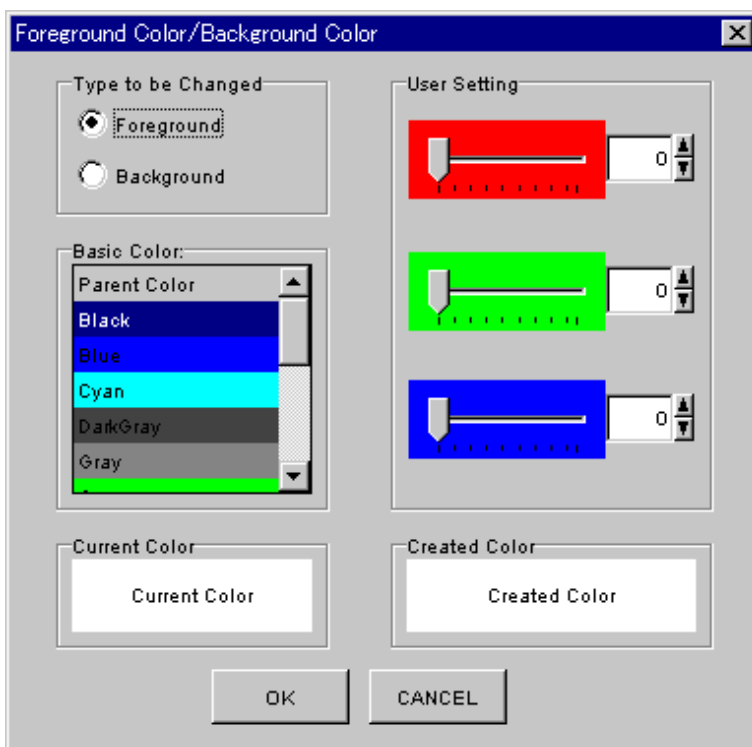 Foreground Color/Background Color
Type to be Changed
Foreground
Background
Basic Color:
Parent Color
Black
Blue
Cyan
DarkGray
Gray
User Setting
0
0
0
Current Color
Current Color
Created Color
Created Color
OK
CANCEL